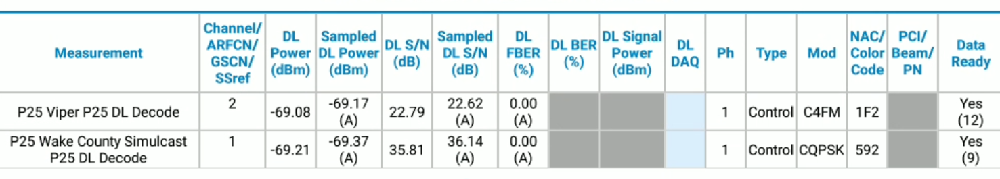 Measurement
Channel/
ARFCN/
GSCN/
SSref
DL
Power
(dBm)
Sampled
DL Power
(dBm)
DL S/N
(dB)
Sampled
DL S/N
(dB)
DL
FBER
(%)
DL BER
(%)
DL Signal
Power
(dBm)
DL
DAQ
Ph
Type
Mod
NAC/
Color
Code
PCI/
Beam/
PN
Data
Ready
P25 Viper P25 DL Decode
2
-69.08
-69.17
(A)
22.79
22.62
(A)
0.00
(A)
1
Control
C4FM
1F2
Yes
(12)
P25 Wake County Simulcast
P25 DL Decode
1
-69.21
-69.37
(A)
35.81
36.14
(A)
0.00
(A)
1
Control
CQPSK
592
Yes
(9)